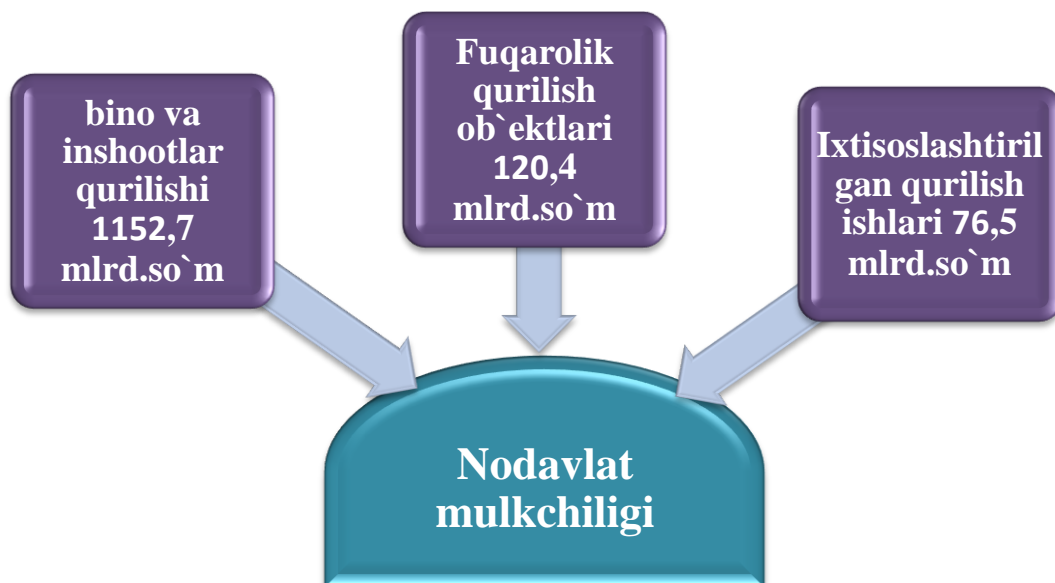 bino va
inshootlar
qurilishi
1152,7
mlrd.so`m
Fuqarolik
qurilish
ob`ektlari
120,4
mlrd.so`m
Ixtisoslashtiril
gan qurilish
ishlari 76,5
mlrd.so`m
Nodavlat
mulkchiligi